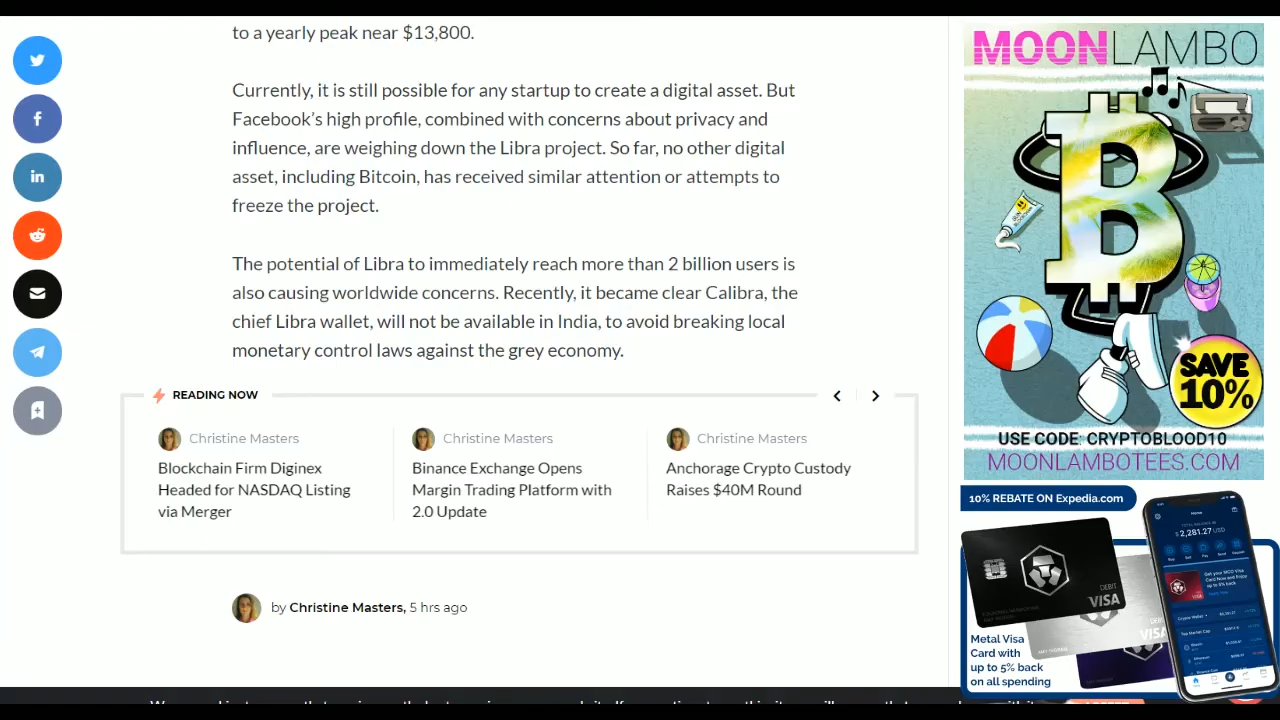 to a yearly peak near $13,800.
Currently, it is still possible for any startup to create a digital asset. But
Facebook's high profile, combined with concerns about privacy and
influence, are weighing down the Libra project. So far, no other digital
asset, including Bitcoin, has received similar attention or attempts to
freeze the project.
The potential of Libra to immediately reach more than 2 billion users is
also causing worldwide concerns. Recently, it became clear Calibra, the
chief Libra wallet, will not be available in India, to avoid breaking local
monetary control laws against the grey economy.
READING NOW
Christine Masters
Blockchain Firm Diginex
Headed for NASDAQ Listing
via Merger
Christine Masters
Binance Exchange Opens
Margin Trading Platform with
2.0 Update
Christine Masters
Anchorage Crypto Custody
Raises $40M Round
by Christine Masters, 5 hrs ago
MOONLAMBO
SAVE
10%
USE CODE: CRYPTOBLOOD10
MOONLAMBOTEES.COM
10% REBATE ON Expedia.com
Home
$2,281.27 USD
DEBIT
VISA
VISA
Metal Visa
Card with
up to 5% back
on all spending